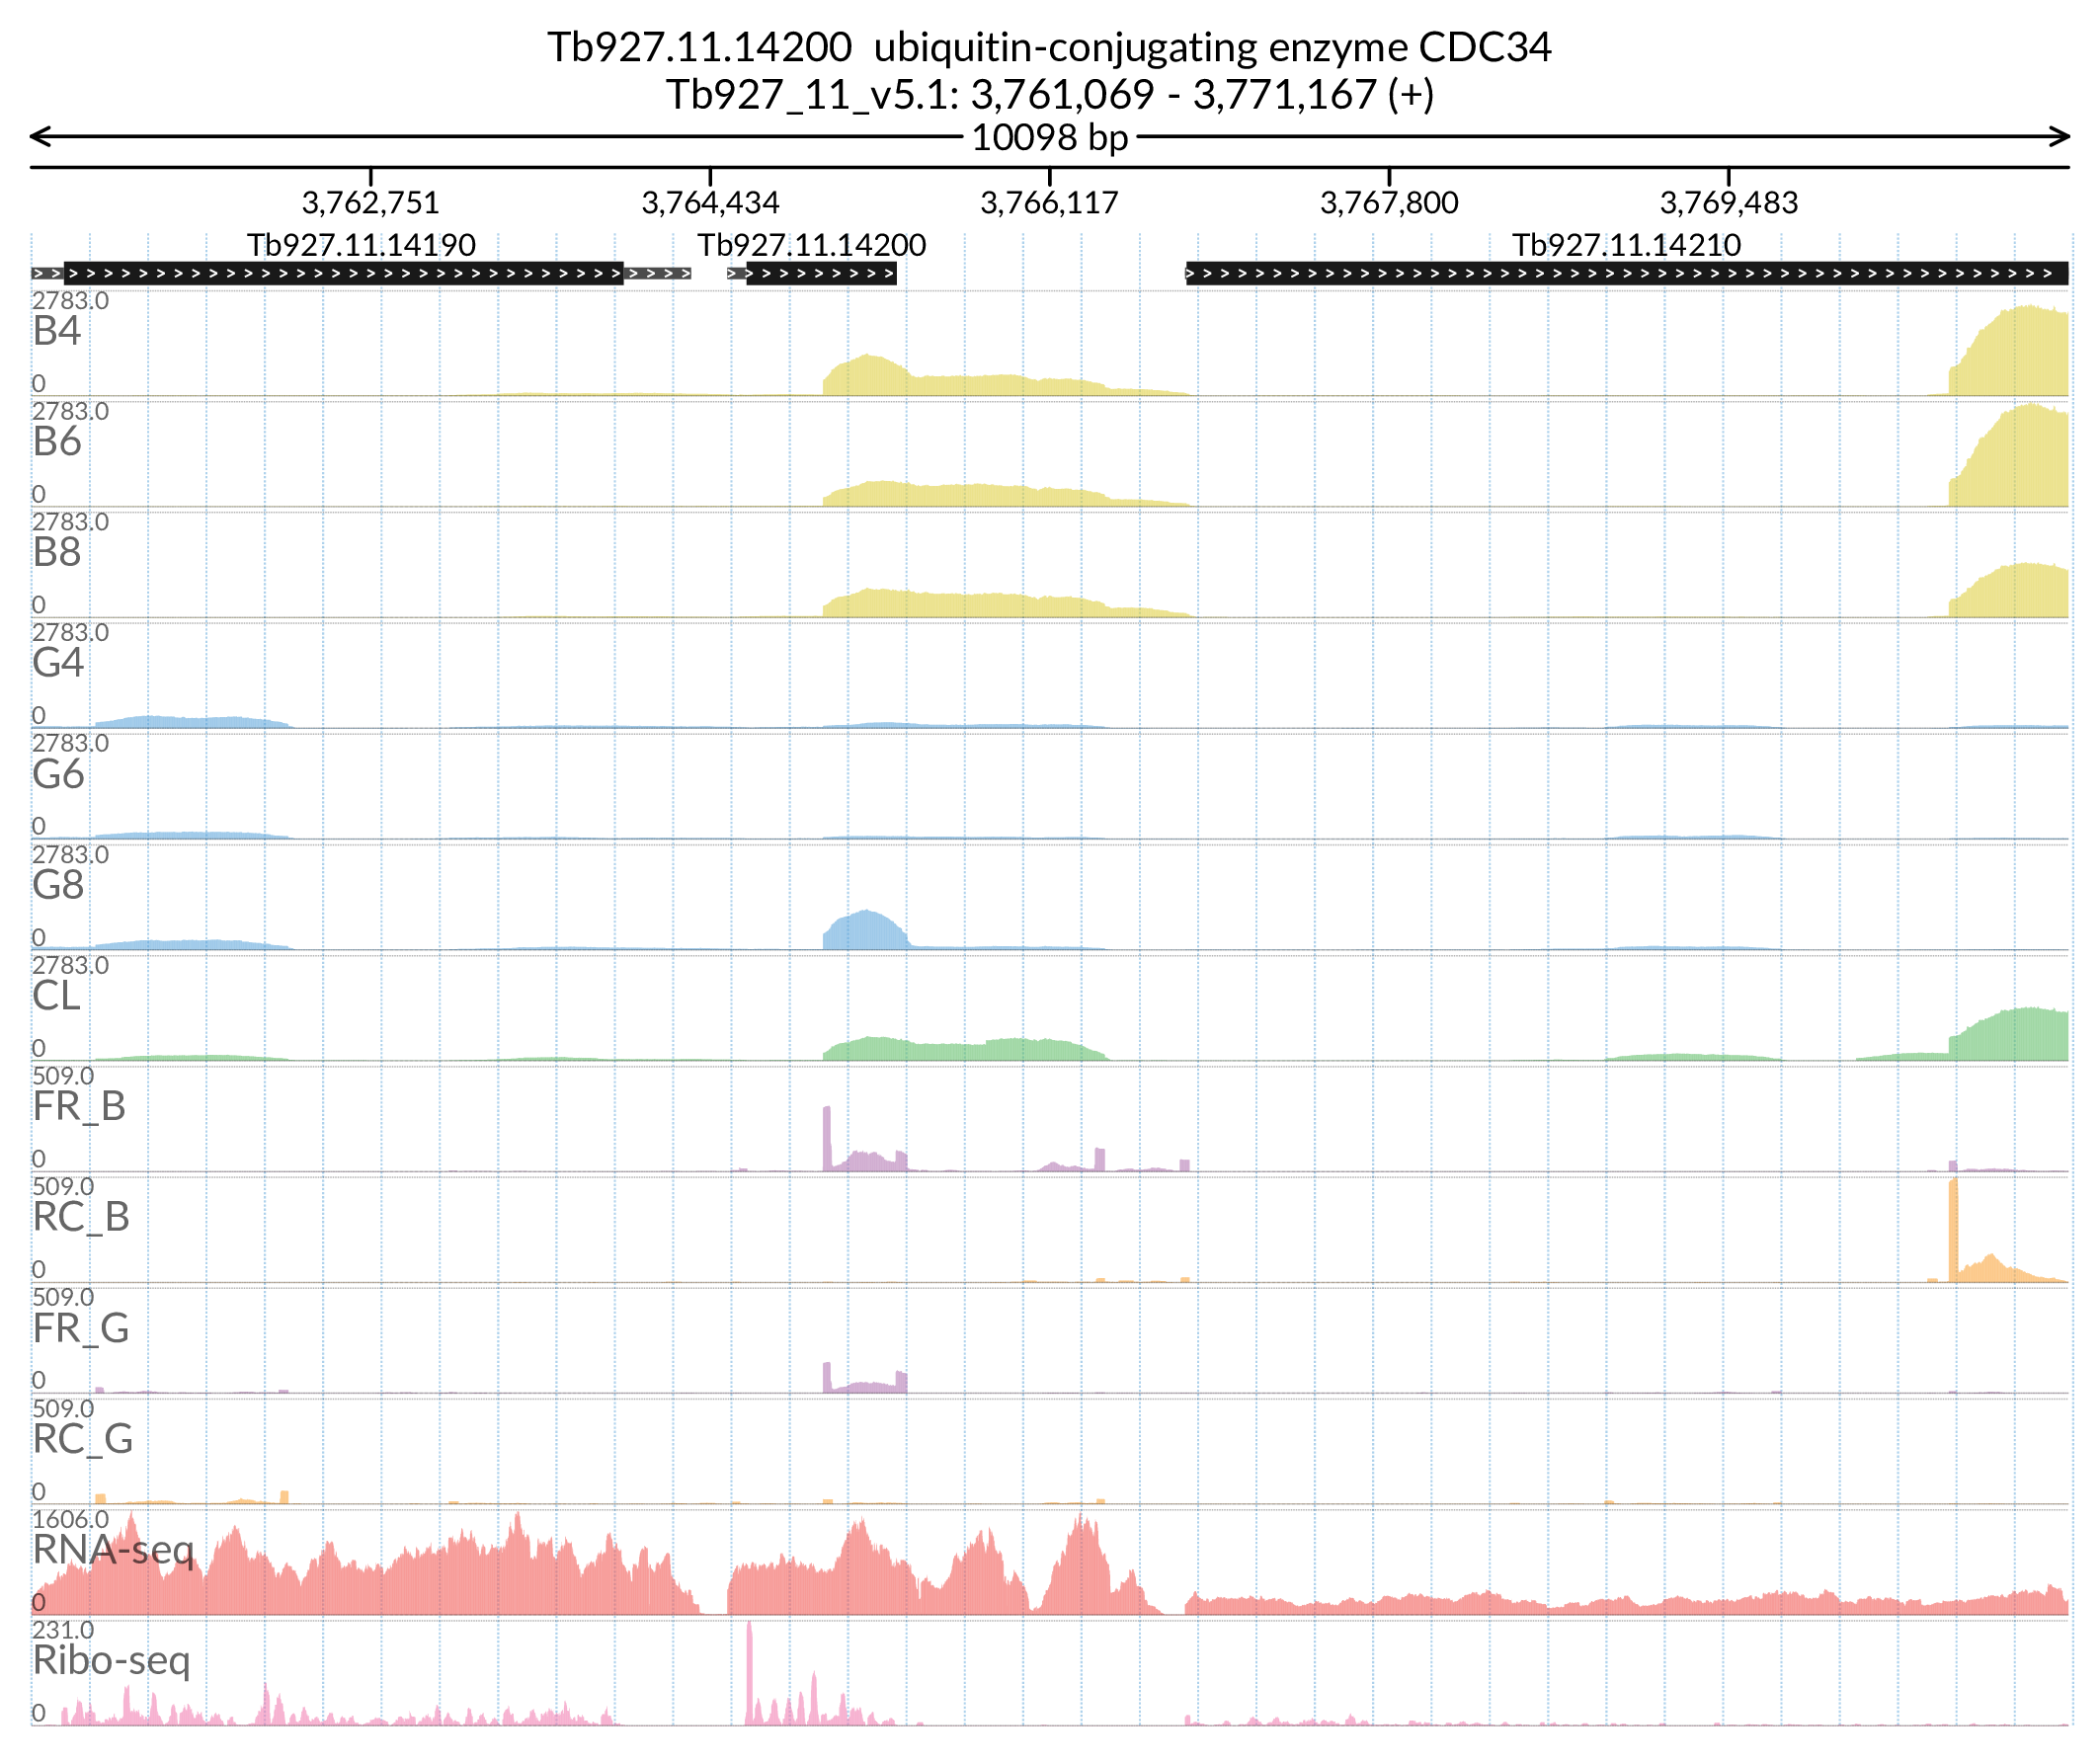 Tb927.11.14200  ubiquitin-conjugating enzyme CDC34
Tb927_11_v5.1: 3,761,069 - 3,771,167 (+)
10098 bp
3,762,751 3,764,434 3,766,117 3,767,800 3,769,483
Tb927.11.14190 Tb927.11.14200 Tb927.11.14210
2783.0
B4
0
2783.0
B6
0
2783.0
B8
0
2783.0
G4
0
2783.0
G6
0
2783.0
G8
0
2783.0
CL
0
509.0
FR_B
0
509.0
RC_B
0
509.0
FR_G
0
509.0
RC_G
0
1606.0
RNA-seq
0
231.0
Ribo-seq
0